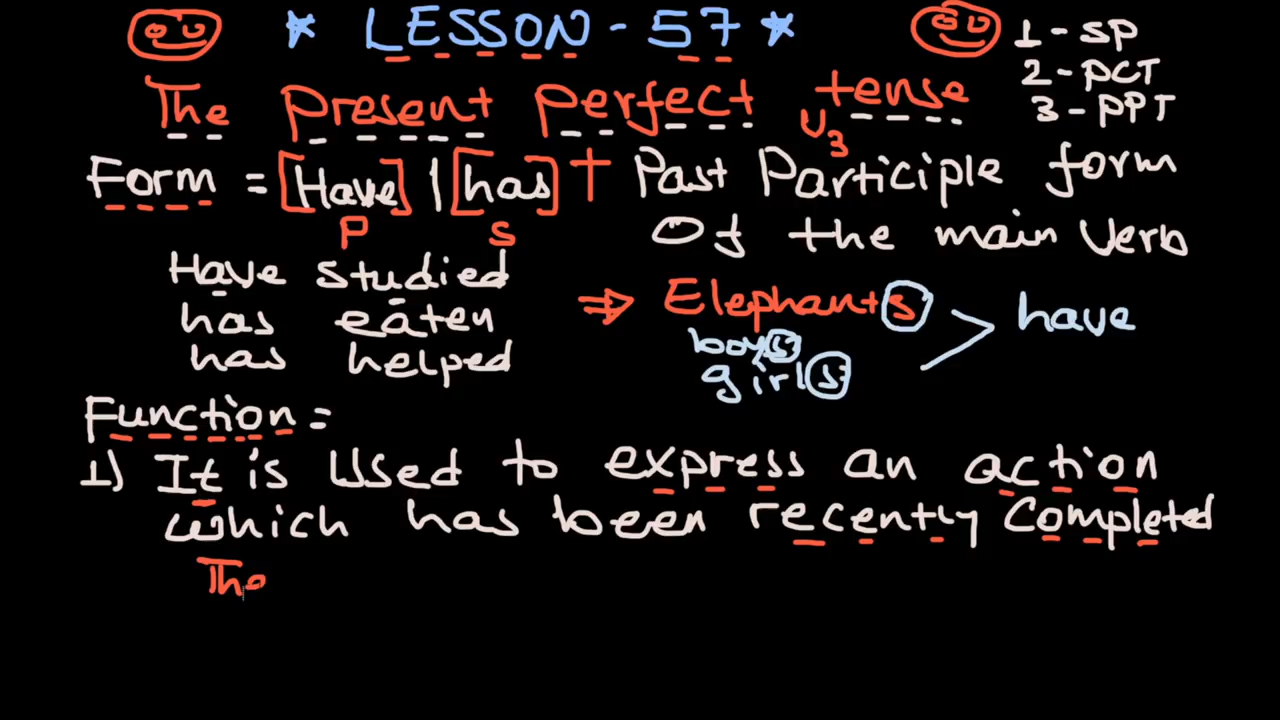 * LESSON - 57 *
1 - SP
2 - PCT
3 - PPT
The present perfect tense
V3
Form = [Have] | [has] + Past Participle form
P S
Of the main verb
Have studied
has eaten
has helped
⇒ Elephants
boys
girls
> have
Function =
1) It is used to express an action
which has been recently completed
The